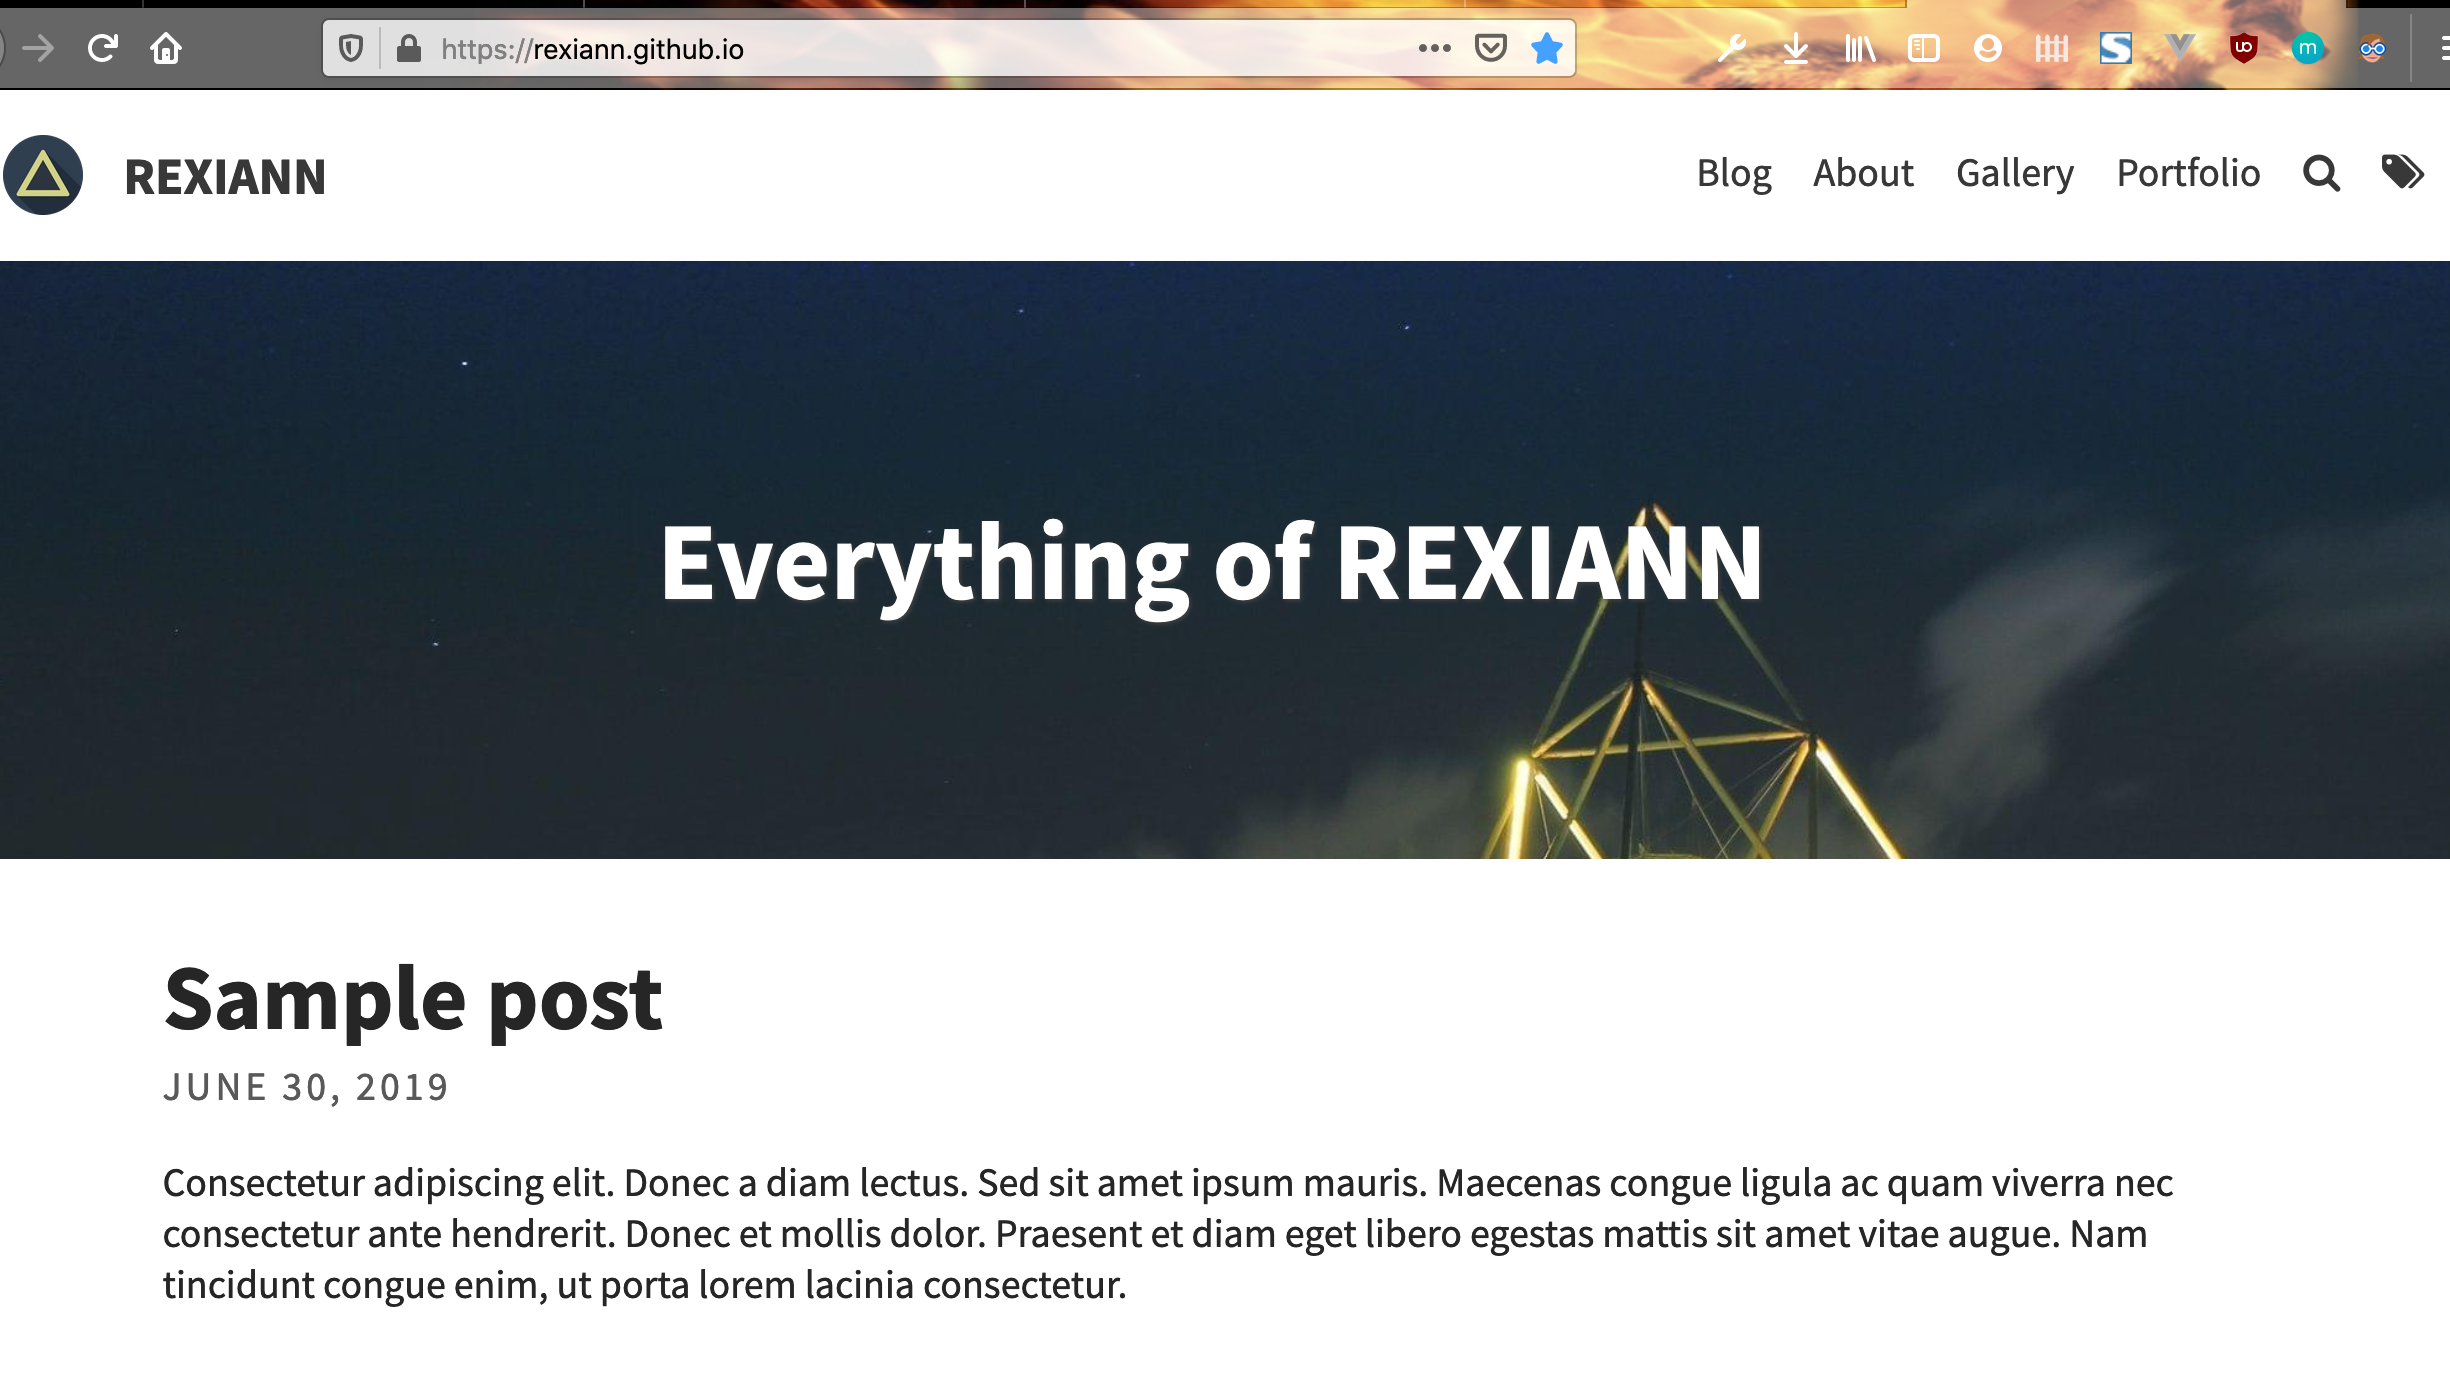 https://rexiann.github.io
REXIANN
Blog About Gallery Portfolio
Everything of REXIANN
Sample post
JUNE 30, 2019
Consectetur adipiscing elit. Donec a diam lectus. Sed sit amet ipsum mauris. Maecenas congue ligula ac quam viverra nec
consectetur ante hendrerit. Donec et mollis dolor. Praesent et diam eget libero egestas mattis sit amet vitae augue. Nam
tincidunt congue enim, ut porta lorem lacinia consectetur.